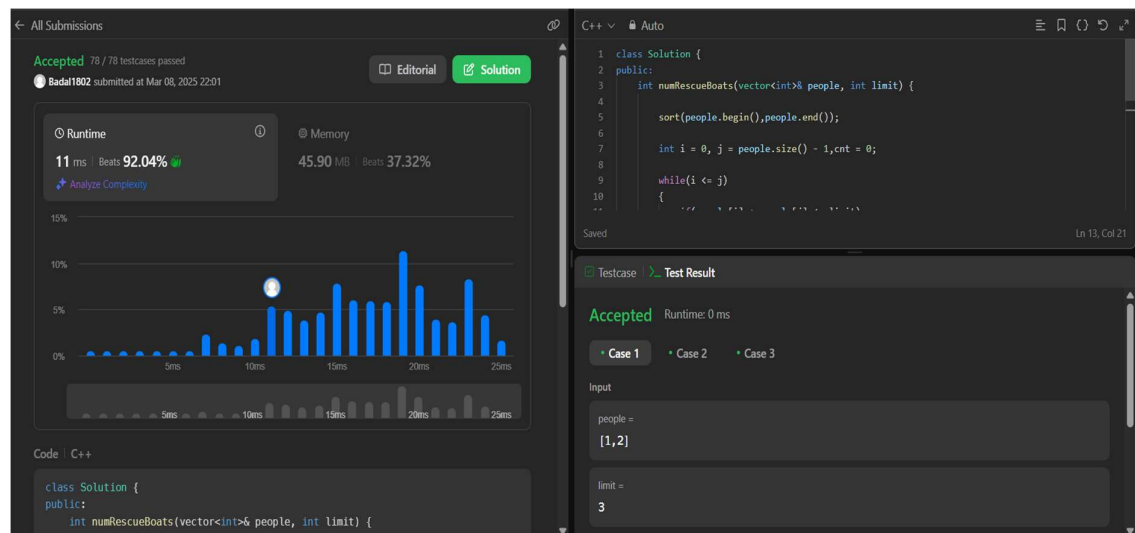 All Submissions
Accepted 78 / 78 testcases passed
Badal1802 submitted at Mar 08, 2025 22:01
Editorial
Solution
Runtime
11 ms | Beats 92.04%
Analyze Complexity
Memory
45.90 MB | Beats 37.32%
15%
10%
5%
0%
5ms 10ms 15ms 20ms 25ms
5ms 10ms 15ms 20ms 25ms
Code | C++
class Solution {
public:
int numRescueBoats(vector<int>& people, int limit) {
C++ Auto
1 class Solution {
2 public:
3 int numRescueBoats(vector<int>& people, int limit) {
4
5 sort(people.begin(),people.end());
6
7 int i = 0, j = people.size() - 1,cnt = 0;
8
9 while(i <= j)
10 {
Saved
Ln 13, Col 21
Testcase | >_ Test Result
Accepted Runtime: 0 ms
• Case 1 • Case 2 • Case 3
Input
people =
[1,2]
limit =
3